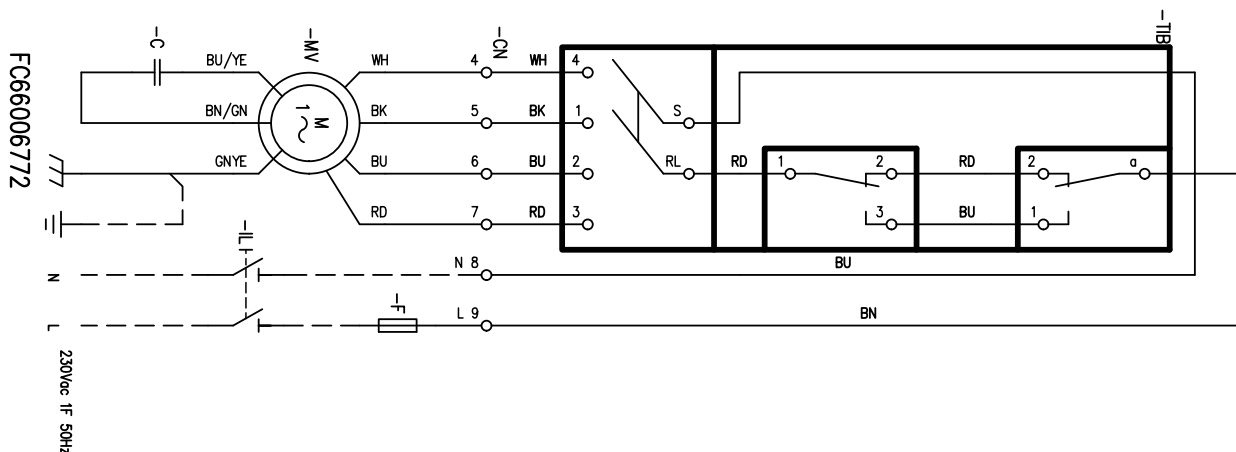 -TIB
-C
-MV
-CN
BU/YE
WH
4
WH
4
S
BN/GN
M
1
BK
5
BK
1
GNYE
BU
6
BU
2
RL
RD
1
2
RD
2
a
RD
7
RD
3
3
BU
1
FC66006772
-IL
N
N 8
BU
-F
L
L 9
BN
230Vac 1F 50Hz